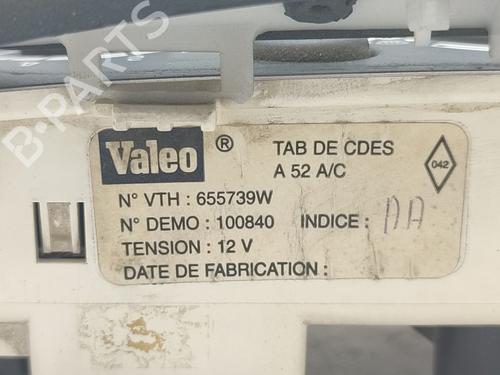 B-PARTS
Valeo ®
TAB DE CDES
A 52 A/C
042
N° VTH : 655739W
N° DEMO : 100840 INDICE : AA
TENSION : 12 V
DATE DE FABRICATION :